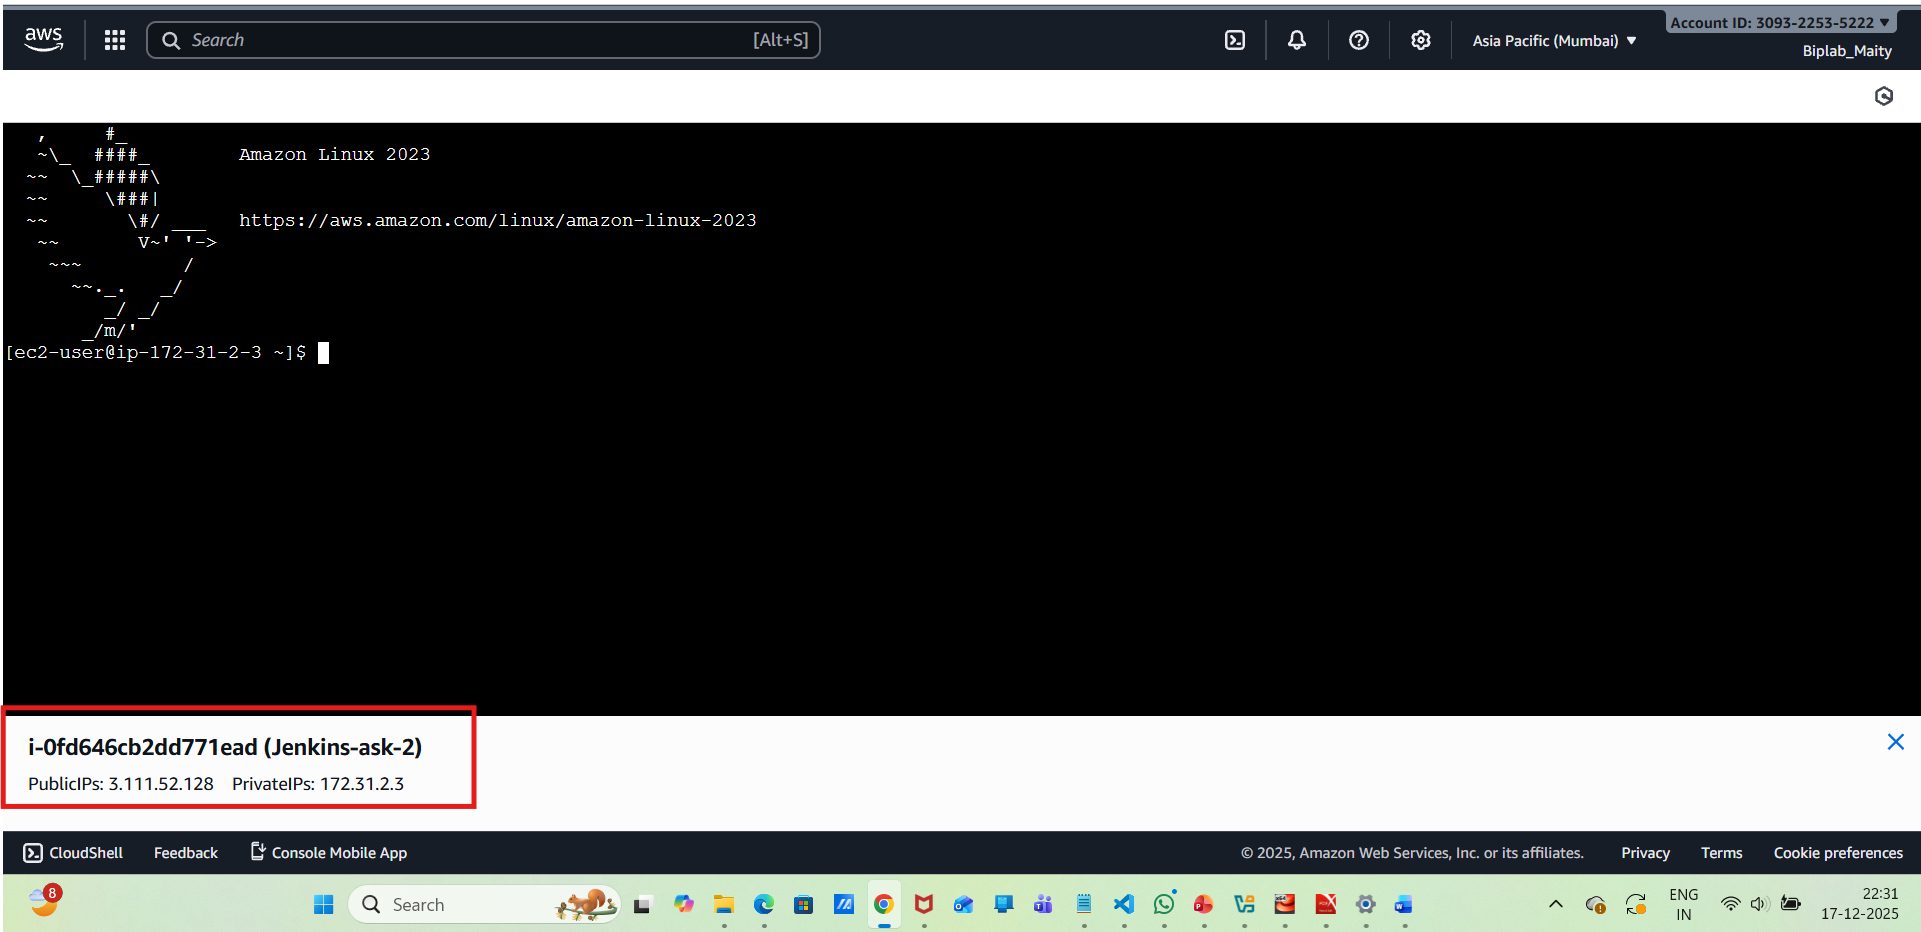 aws
Search [Alt+S]
Asia Pacific (Mumbai) ▼
Account ID: 3093-2253-5222 ▼
Biplab_Maity
   ,     #_
   ~\_  ####_        Amazon Linux 2023
  ~~  \_#####\
  ~~     \###|
  ~~       \#/ ___   https://aws.amazon.com/linux/amazon-linux-2023
   ~~       V~' '->
    ~~~         /
      ~~._.   _/
         _/ _/
       _/m/'
[ec2-user@ip-172-31-2-3 ~]$
i-0fd646cb2dd771ead (Jenkins-ask-2)
PublicIPs: 3.111.52.128 PrivateIPs: 172.31.2.3
CloudShell Feedback Console Mobile App © 2025, Amazon Web Services, Inc. or its affiliates. Privacy Terms Cookie preferences
8
Search
ENG
IN
22:31
17-12-2025